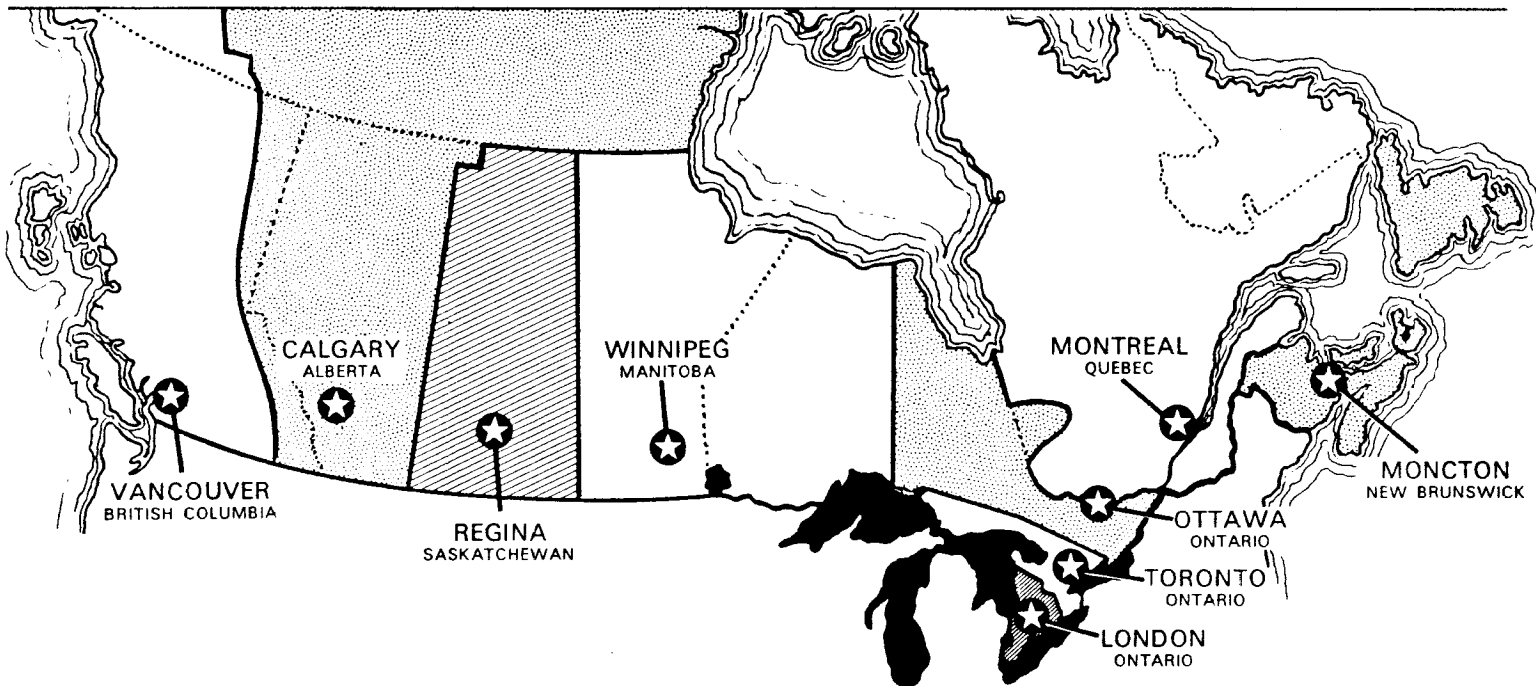 CALGARY
ALBERTA
WINNIPEG
MANITOBA
MONTREAL
QUEBEC
VANCOUVER
BRITISH COLUMBIA
REGINA
SASKATCHEWAN
MONCTON
NEW BRUNSWICK
OTTAWA
ONTARIO
TORONTO
ONTARIO
LONDON
ONTARIO